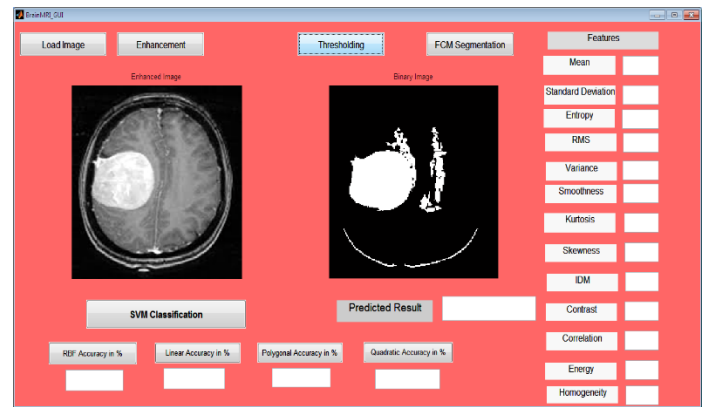 BrainMRI_GUI
Load Image
Enhancement
Thresholding
FCM Segmentation
Features
Enhanced Image
Binary Image
Mean
Standard Deviation
Entropy
RMS
Variance
Smoothness
Kurtosis
Skewness
IDM
Contrast
Correlation
Energy
Homogeneity
SVM Classification
Predicted Result
RBF Accuracy in %
Linear Accuracy in %
Polygonal Accuracy in %
Quadratic Accuracy in %